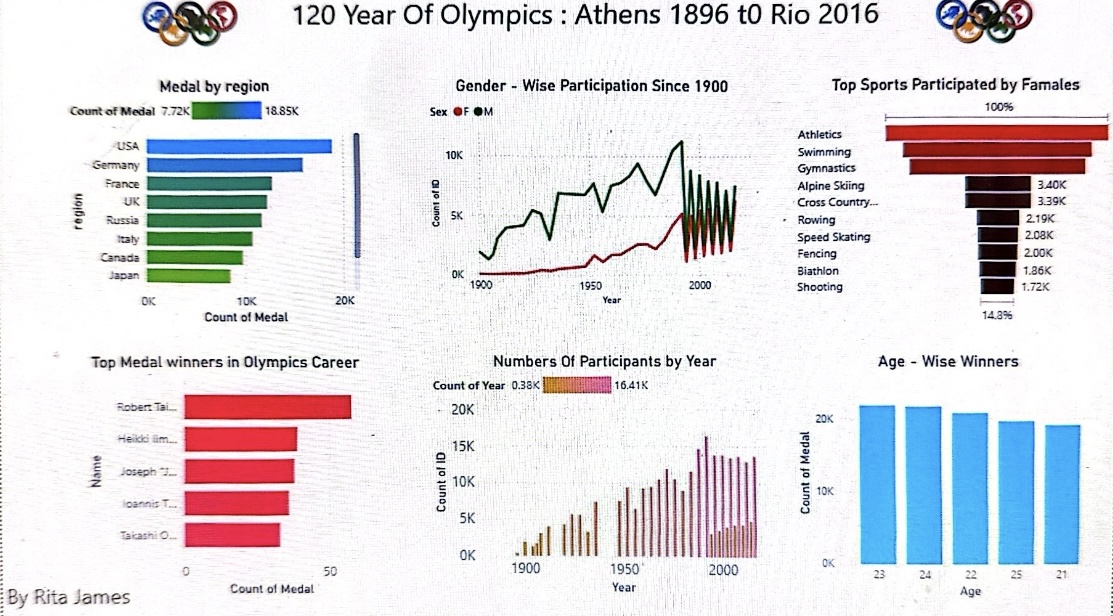 120 Year Of Olympics : Athens 1896 t0 Rio 2016
Medal by region
Count of Medal 7.72K 18.85K
region
USA
Germany
France
UK
Russia
Italy
Canada
Japan
0K 10K 20K
Count of Medal
Gender - Wise Participation Since 1900
Sex F M
Count of ID
10K
5K
0K
1900 1950 2000
Year
Top Sports Participated by Famales
100%
Athletics
Swimming
Gymnastics
Alpine Skiing 3.40K
Cross Country... 3.39K
Rowing 2.19K
Speed Skating 2.08K
Fencing 2.00K
Biathlon 1.86K
Shooting 1.72K
14.8%
Top Medal winners in Olympics Career
Name
Robert Tai...
Heikki Ilm...
Joseph "J...
Ioannis T...
Takashi O...
0 50
Count of Medal
Numbers Of Participants by Year
Count of Year 0.38K 16.41K
Count of ID
20K
15K
10K
5K
0K
1900 1950 2000
Year
Age - Wise Winners
Count of Medal
20K
10K
0K
23 24 22 25 21
Age
By Rita James